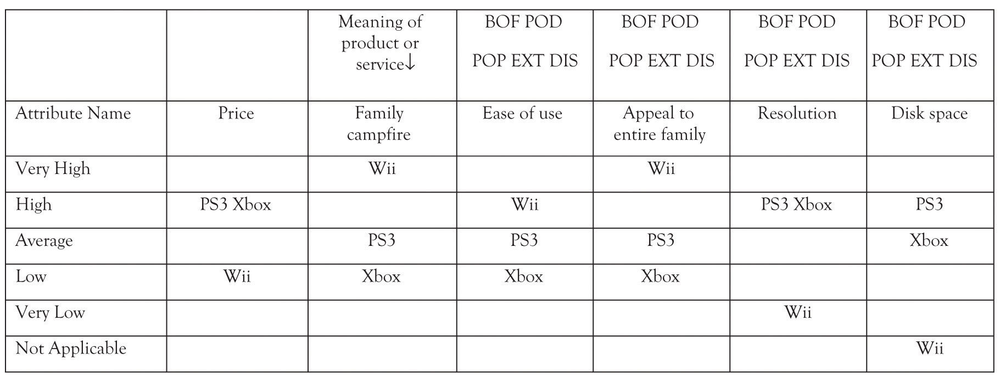 Meaning of product or service↓ BOF POD BOF POD BOF POD BOF POD
POP EXT DIS POP EXT DIS POP EXT DIS POP EXT DIS
Attribute Name Price Family campfire Ease of use Appeal to entire family Resolution Disk space
Very High Wii Wii
High PS3 Xbox Wii PS3 Xbox PS3
Average PS3 PS3 PS3 Xbox
Low Wii Xbox Xbox Xbox
Very Low Wii
Not Applicable Wii